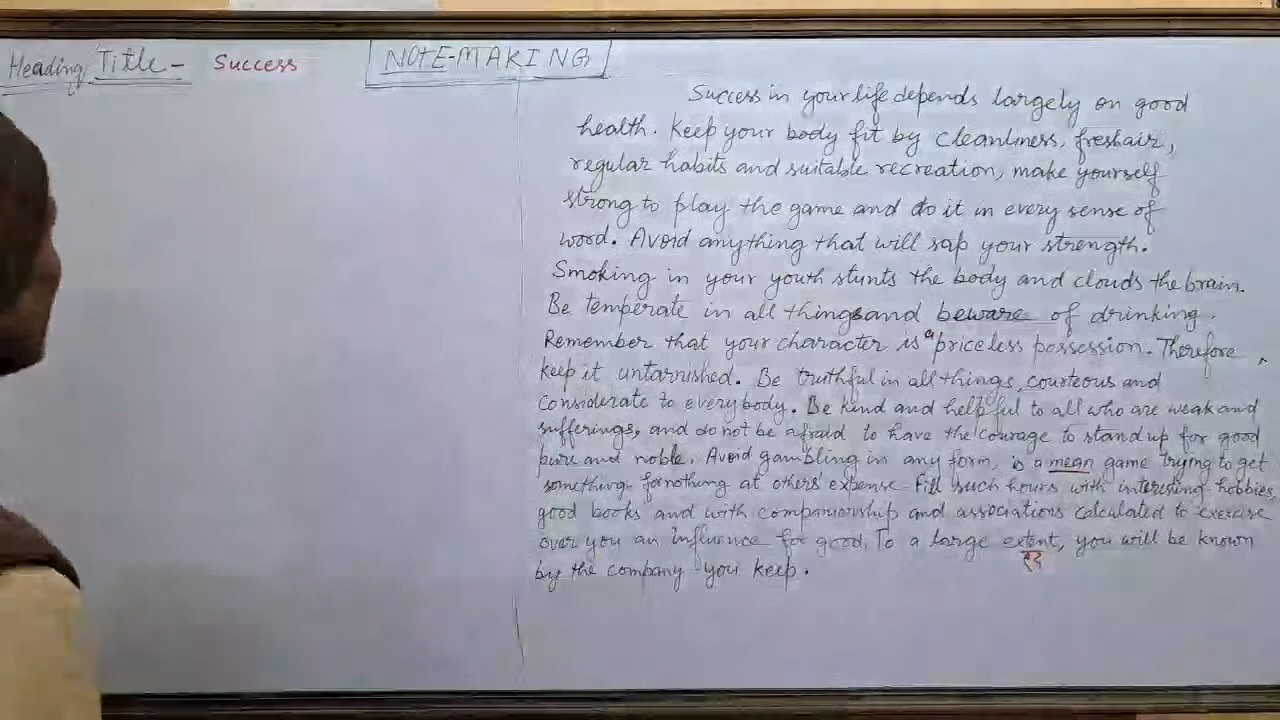 Heading/Title - Success
NOTE-MAKING
Success in your life depends largely on good
health. Keep your body fit by cleanliness, fresh air,
regular habits and suitable recreation, make yourself
strong to play the game and do it in every sense of
word. Avoid anything that will sap your strength.
Smoking in your youth stunts the body and clouds the brain.
Be temperate in all things and beware of drinking.
Remember that your character is a priceless possession. Therefore,
keep it untarnished. Be truthful in all things, courteous and
considerate to everybody. Be kind and helpful to all who are weak and
sufferings, and do not be afraid to have the courage to stand up for good
pure and noble. Avoid gambling in any form, is a mean game trying to get
something for nothing at others expense. Fill such hours with interesting hobbies,
good books and with companionship and associations calculated to exercise
over you an influence for good. To a large extent, you will be known
by the company you keep.